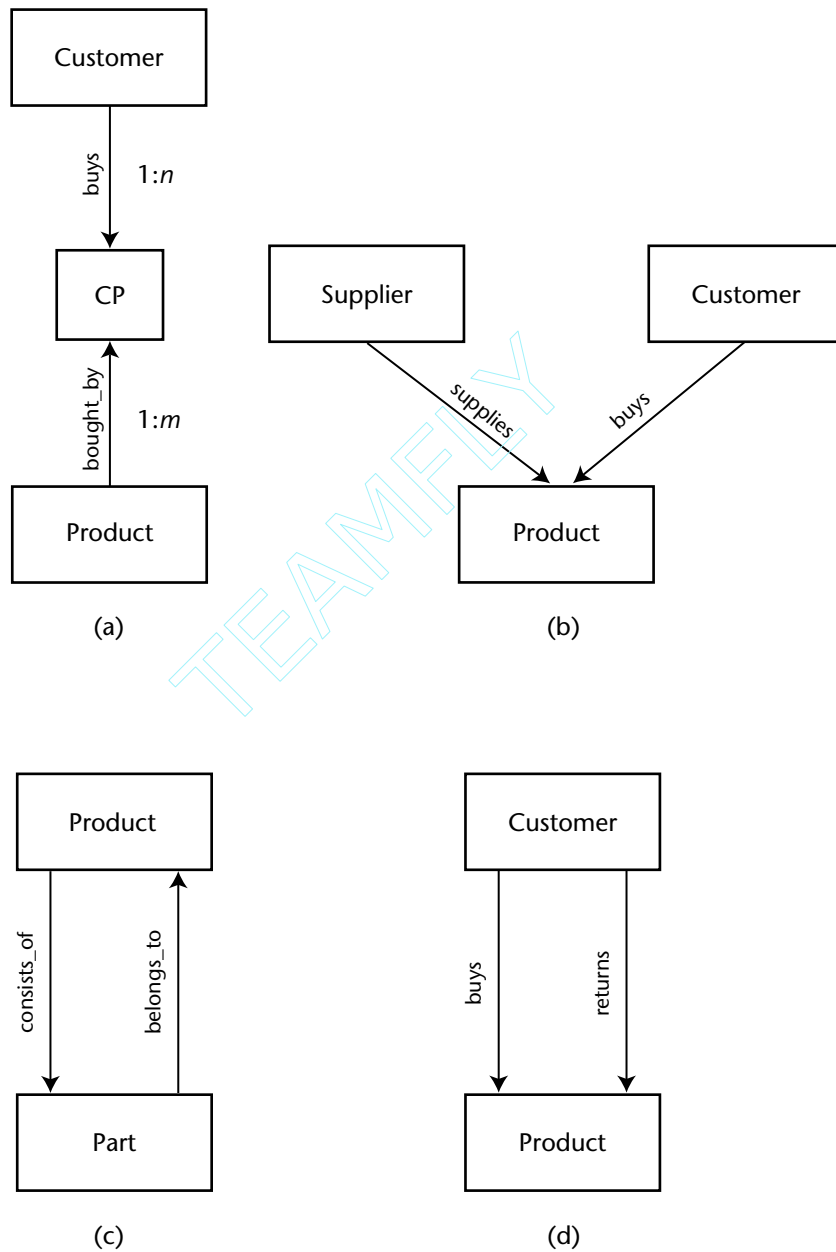 Customer
buys
1:n
CP
bought_by
1:m
Product
(a)
Supplier
Customer
supplies
buys
Product
(b)
TEAMFLY
Product
consists_of
belongs_to
Part
(c)
Customer
buys
returns
Product
(d)